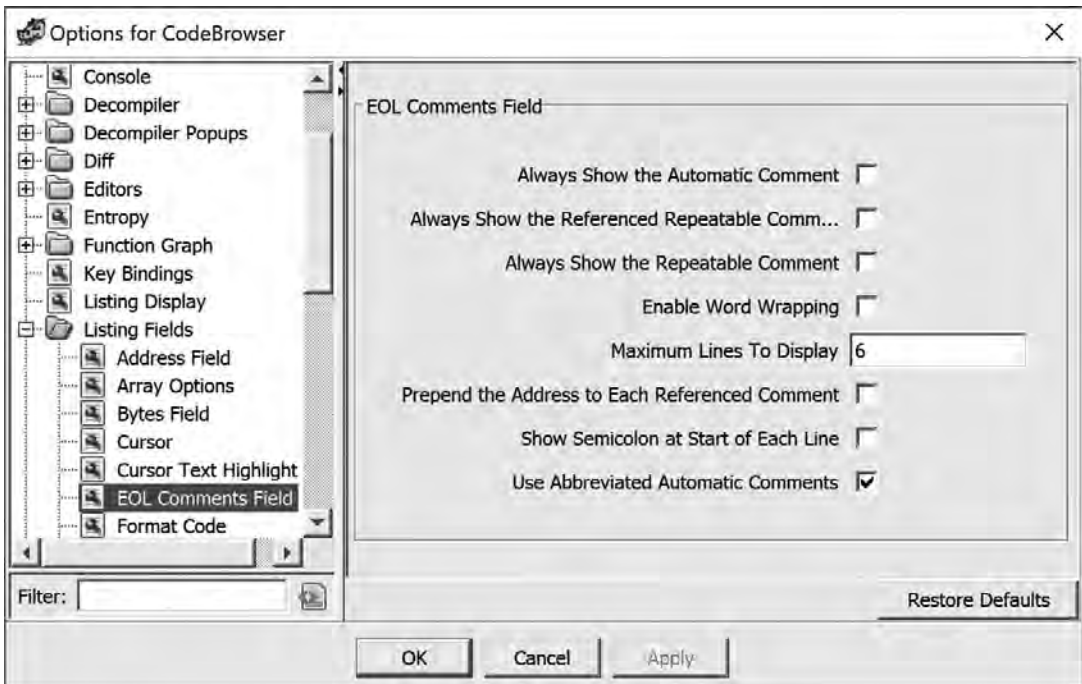 Options for CodeBrowser
Console
Decompiler
Decompiler Popups
Diff
Editors
Entropy
Function Graph
Key Bindings
Listing Display
Listing Fields
Address Field
Array Options
Bytes Field
Cursor
Cursor Text Highlight
EOL Comments Field
Format Code
Filter:
EOL Comments Field
Always Show the Automatic Comment
Always Show the Referenced Repeatable Comm...
Always Show the Repeatable Comment
Enable Word Wrapping
Maximum Lines To Display 6
Prepend the Address to Each Referenced Comment
Show Semicolon at Start of Each Line
Use Abbreviated Automatic Comments
Restore Defaults
OK Cancel Apply